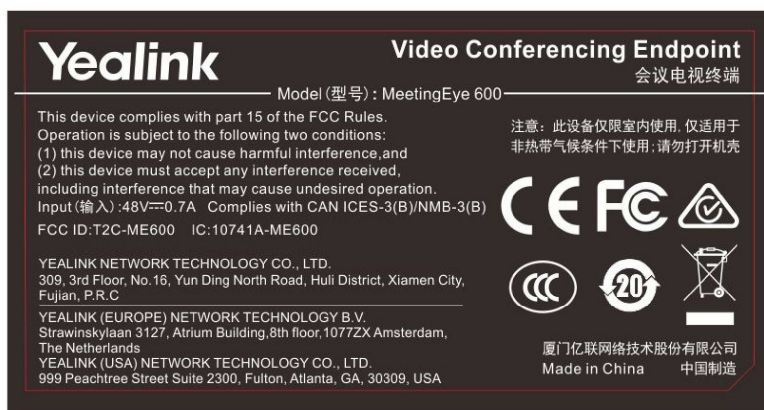 Yealink
Video Conferencing Endpoint
会议电视终端
Model(型号): MeetingEye 600
This device complies with part 15 of the FCC Rules.
Operation is subject to the following two conditions:
(1) this device may not cause harmful interference,and
(2) this device must accept any interference received,
including interference that may cause undesired operation.
Input(输入):48V⎓0.7A Complies with CAN ICES-3(B)/NMB-3(B)
FCC ID:T2C-ME600 IC:10741A-ME600
注意：此设备仅限室内使用, 仅适用于
非热带气候条件下使用;请勿打开机壳
CE FC
CCC 20
YEALINK NETWORK TECHNOLOGY CO., LTD.
309, 3rd Floor, No.16, Yun Ding North Road, Huli District, Xiamen City,
Fujian, P.R.C
YEALINK (EUROPE) NETWORK TECHNOLOGY B.V.
Strawinskylaan 3127, Atrium Building,8th floor,1077ZX Amsterdam,
The Netherlands
YEALINK (USA) NETWORK TECHNOLOGY CO., LTD.
999 Peachtree Street Suite 2300, Fulton, Atlanta, GA, 30309, USA
厦门亿联网络技术股份有限公司
Made in China 中国制造